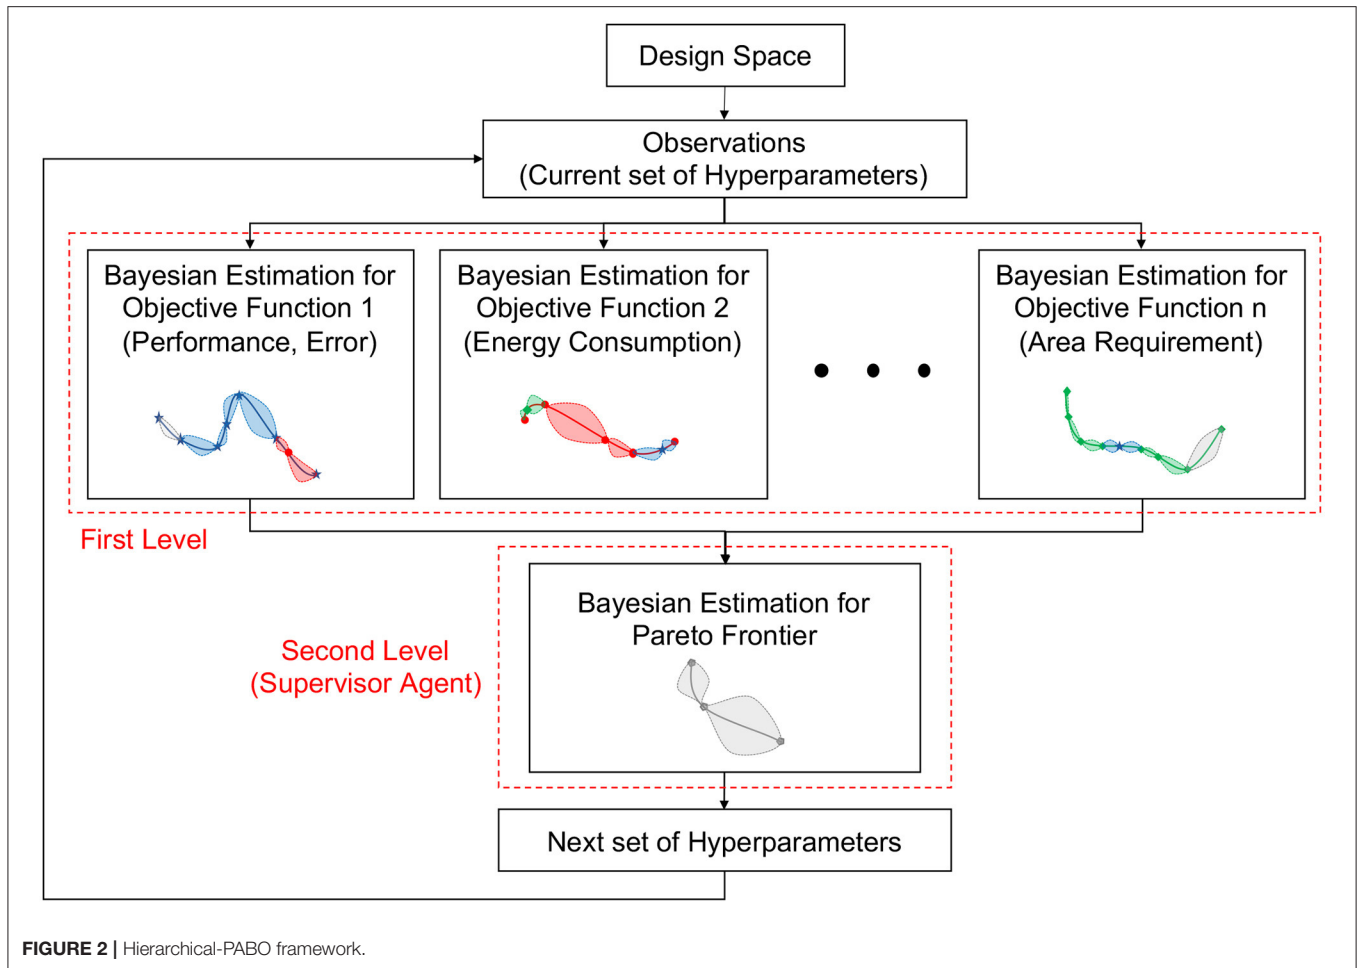 Design Space
Observations
(Current set of Hyperparameters)
Bayesian Estimation for
Objective Function 1
(Performance, Error)
Bayesian Estimation for
Objective Function 2
(Energy Consumption)
Bayesian Estimation for
Objective Function n
(Area Requirement)
First Level
Second Level
(Supervisor Agent)
Bayesian Estimation for
Pareto Frontier
Next set of Hyperparameters
FIGURE 2 | Hierarchical-PABO framework.